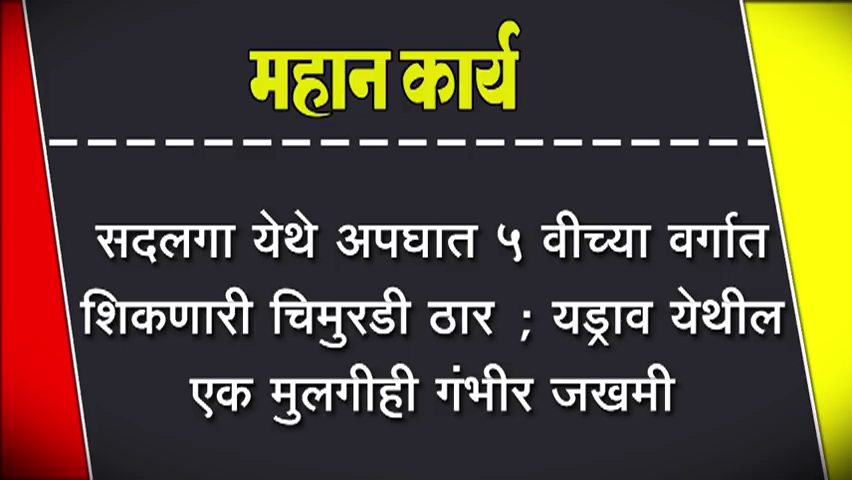 महान कार्य
सदलगा येथे अपघात ५ वीच्या वर्गात
शिकणारी चिमुरडी ठार ; यड्राव येथील
एक मुलगीही गंभीर जखमी